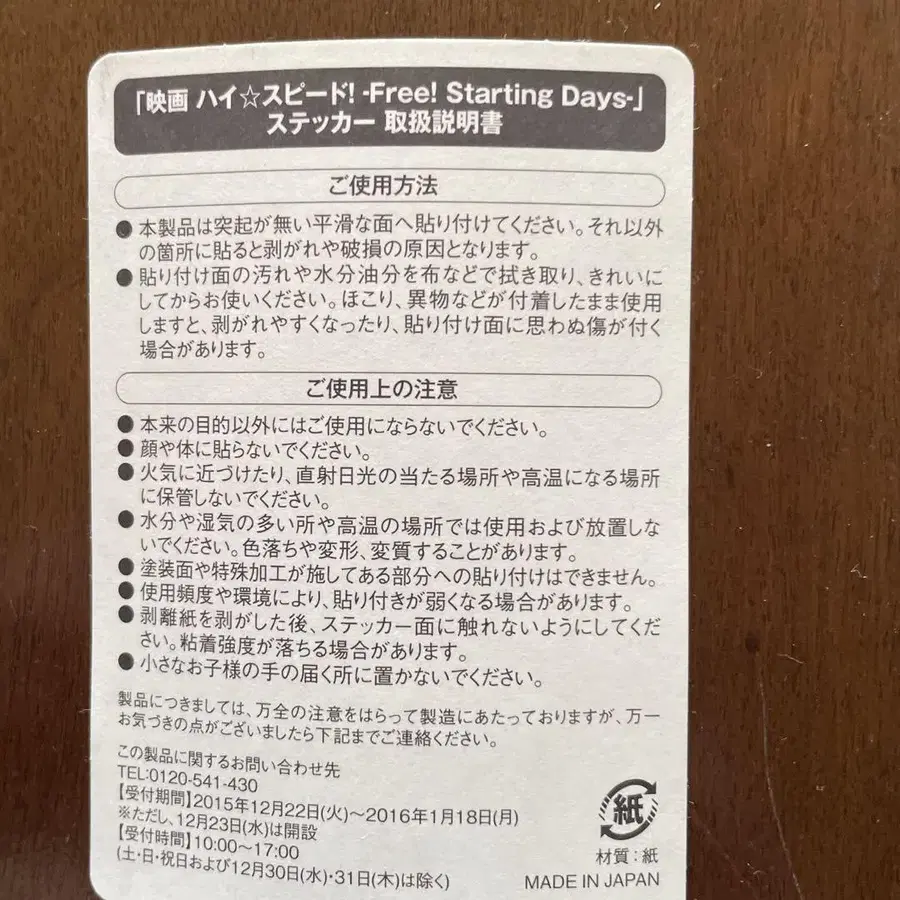 「映画 ハイ☆スピード! -Free! Starting Days-」
ステッカー 取扱説明書
ご使用方法
● 本製品は突起が無い平滑な面へ貼り付けてください。それ以外
の箇所に貼ると剥がれや破損の原因となります。
● 貼り付け面の汚れや水分油分を布などで拭き取り、きれいに
してからお使いください。ほこり、異物などが付着したまま使用
しますと、剥がれやすくなったり、貼り付け面に思わぬ傷が付く
場合があります。
ご使用上の注意
● 本来の目的以外にはご使用にならないでください。
● 顔や体に貼らないでください。
● 火気に近づけたり、直射日光の当たる場所や高温になる場所
に保管しないでください。
● 水分や湿気の多い所や高温の場所では使用および放置しな
いでください。色落ちや変形、変質することがあります。
● 塗装面や特殊加工が施してある部分への貼り付けはできません。
● 使用頻度や環境により、貼り付きが弱くなる場合があります。
● 剥離紙を剥がした後、ステッカー面に触れないようにしてくだ
さい。粘着強度が落ちる場合があります。
● 小さなお子様の手の届く所に置かないでください。
製品につきましては、万全の注意をはらって製造にあたっておりますが、万一
お気づきの点がございましたら下記までご連絡ください。
この製品に関するお問い合わせ先
TEL:0120-541-430
【受付期間】2015年12月22日(火)～2016年1月18日(月)
※ただし、12月23日(水)は開設
【受付時間】10:00～17:00
(土・日・祝日および12月30日(水)・31日(木)は除く)
紙
材質：紙
MADE IN JAPAN